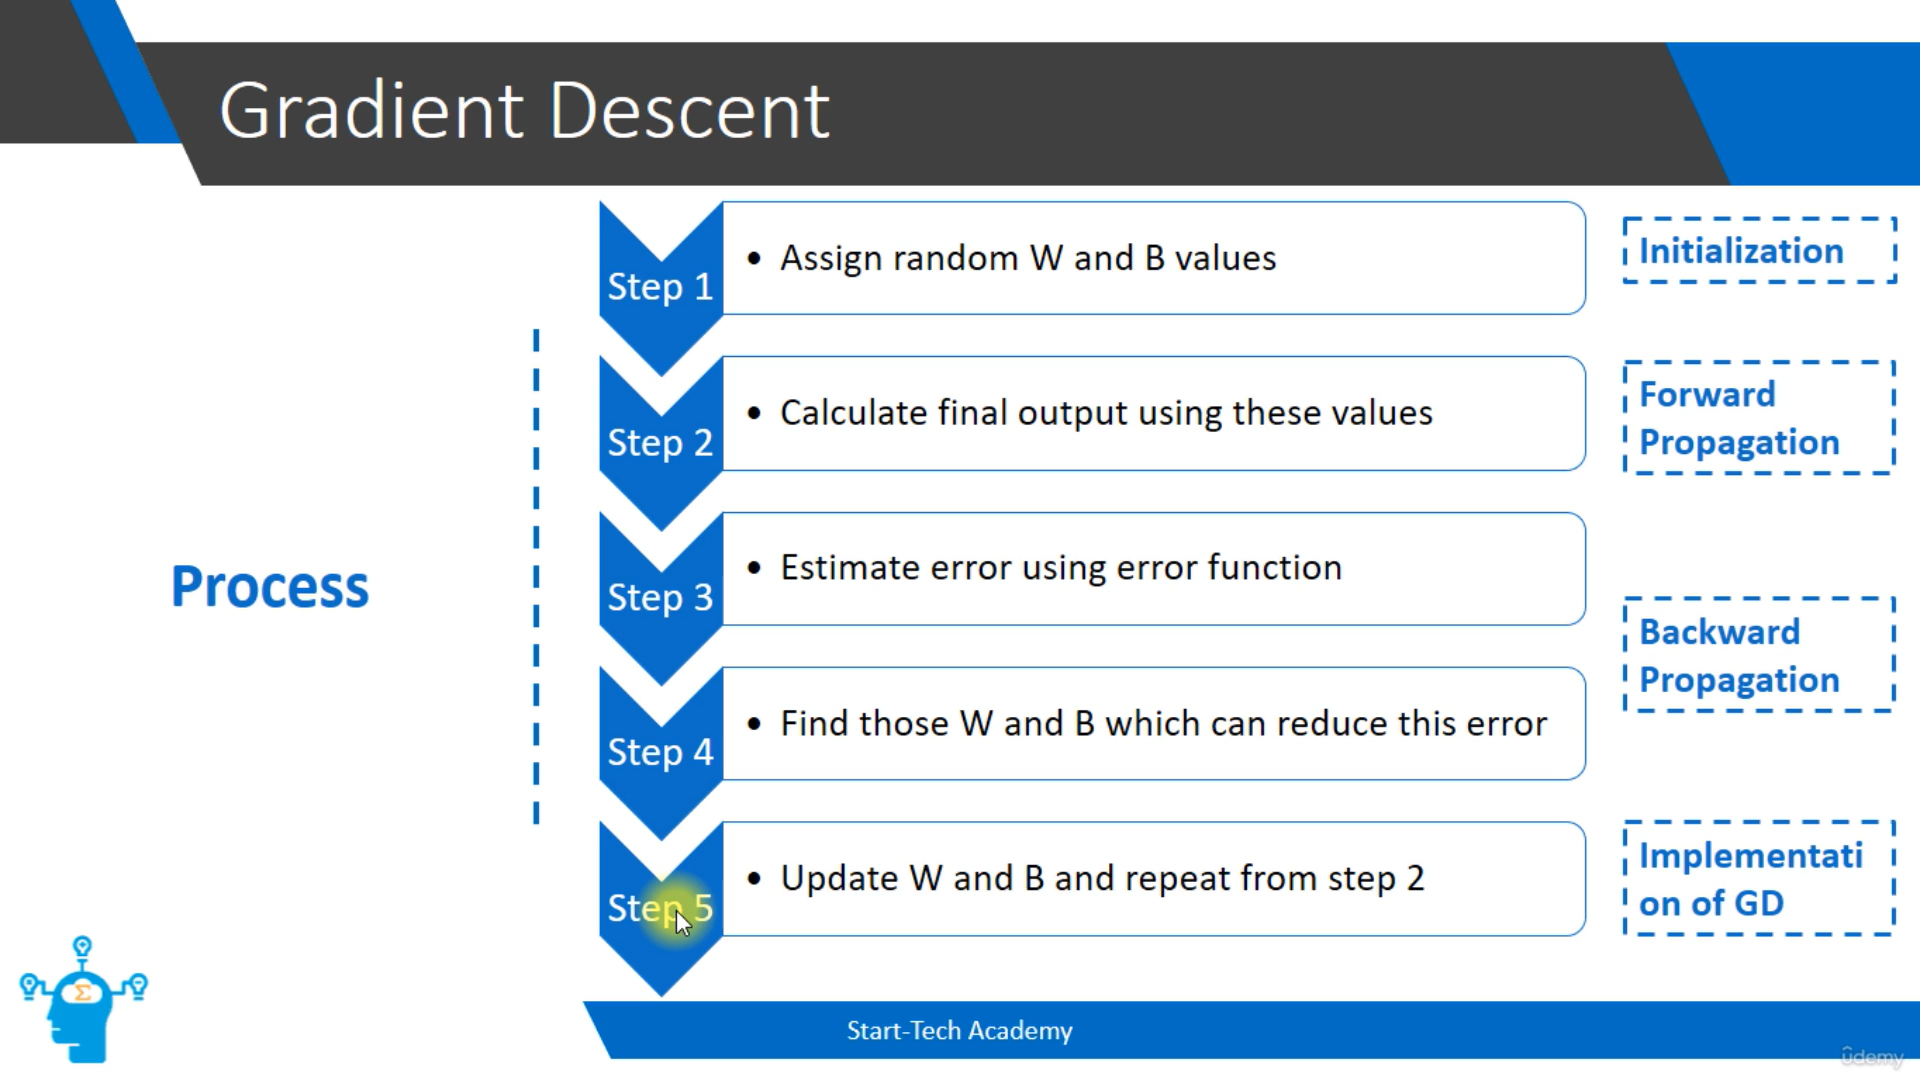 Gradient Descent
Step 1
• Assign random W and B values
Initialization
Step 2
• Calculate final output using these values
Forward
Propagation
Process
Step 3
• Estimate error using error function
Backward
Propagation
Step 4
• Find those W and B which can reduce this error
Step 5
• Update W and B and repeat from step 2
Implementati
on of GD
Σ
Start-Tech Academy
ûdemy